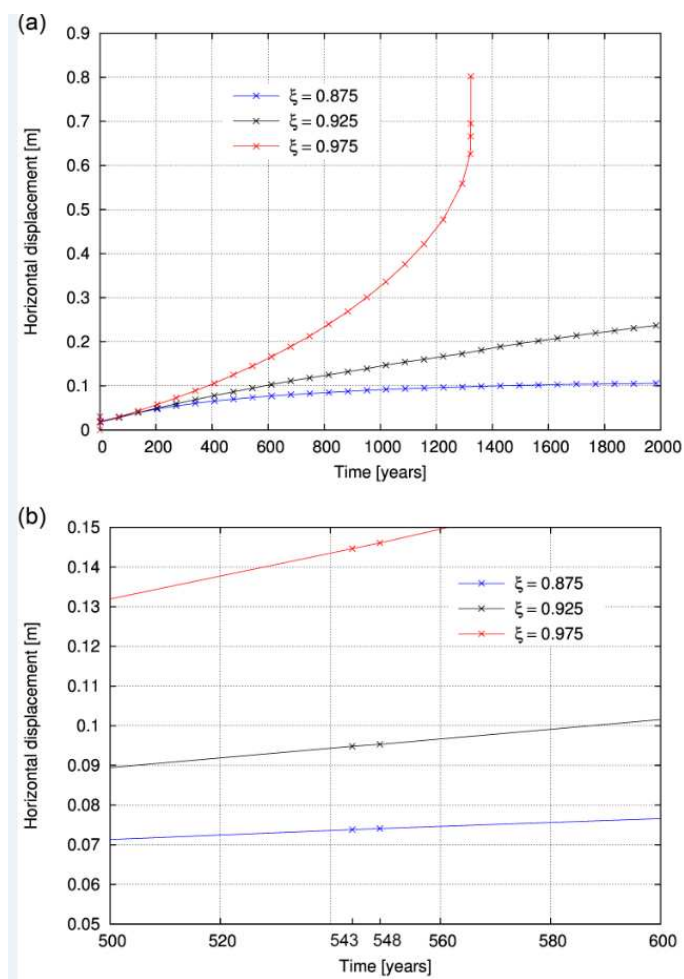 (a)
0.9
0.8
0.7
0.6
0.5
0.4
0.3
0.2
0.1
0
Horizontal displacement [m]
ξ = 0.875
ξ = 0.925
ξ = 0.975
0 200 400 600 800 1000 1200 1400 1600 1800 2000
Time [years]
(b)
0.15
0.14
0.13
0.12
0.11
0.1
0.09
0.08
0.07
0.06
0.05
Horizontal displacement [m]
ξ = 0.875
ξ = 0.925
ξ = 0.975
500 520 543 548 560 580 600
Time [years]